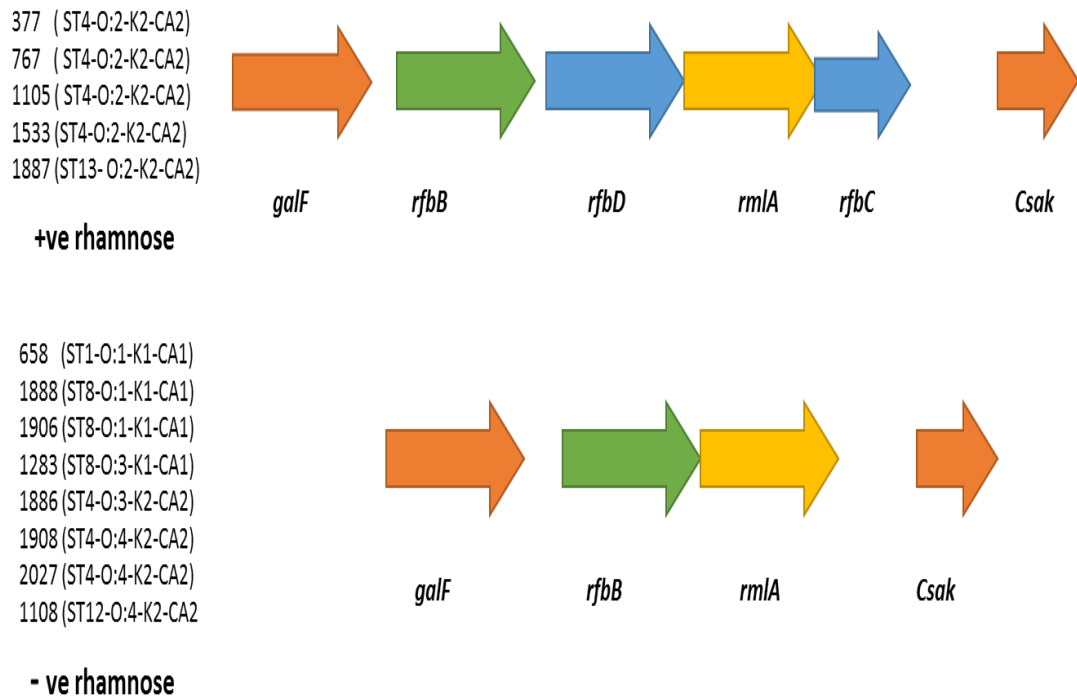 377 ( ST4-O:2-K2-CA2)
767 ( ST4-O:2-K2-CA2)
1105 ( ST4-O:2-K2-CA2)
1533 (ST4-O:2-K2-CA2)
1887 (ST13- O:2-K2-CA2)
+ve rhamnose
galF rfbB rfbD rmlA rfbC Csak
658 (ST1-O:1-K1-CA1)
1888 (ST8-O:1-K1-CA1)
1906 (ST8-O:1-K1-CA1)
1283 (ST8-O:3-K1-CA1)
1886 (ST4-O:3-K2-CA2)
1908 (ST4-O:4-K2-CA2)
2027 (ST4-O:4-K2-CA2)
1108 (ST12-O:4-K2-CA2
galF rfbB rmlA Csak
- ve rhamnose